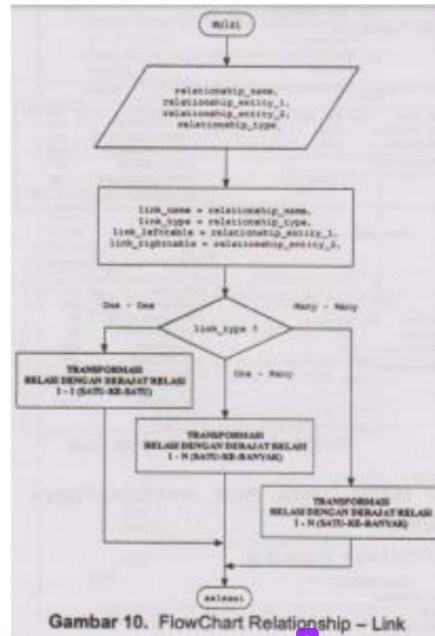 Mulai
relationship_name,
relationship_entity_1,
relationship_entity_2,
relationship_type
link_name = relationship_name,
link_type = relationship_type,
link_lefttable = relationship_entity_1,
link_righttable = relationship_entity_2,
One - One
Many - Many
link_type ?
One - Many
TRANSFORMASI
RELASI DENGAN DERAJAT RELASI
1 - 1 (SATU-KE-SATU)
TRANSFORMASI
RELASI DENGAN DERAJAT RELASI
1 - N (SATU-KE-BANYAK)
TRANSFORMASI
RELASI DENGAN DERAJAT RELASI
1 - N (SATU-KE-BANYAK)
selesai
Gambar 10. FlowChart Relationship – Link